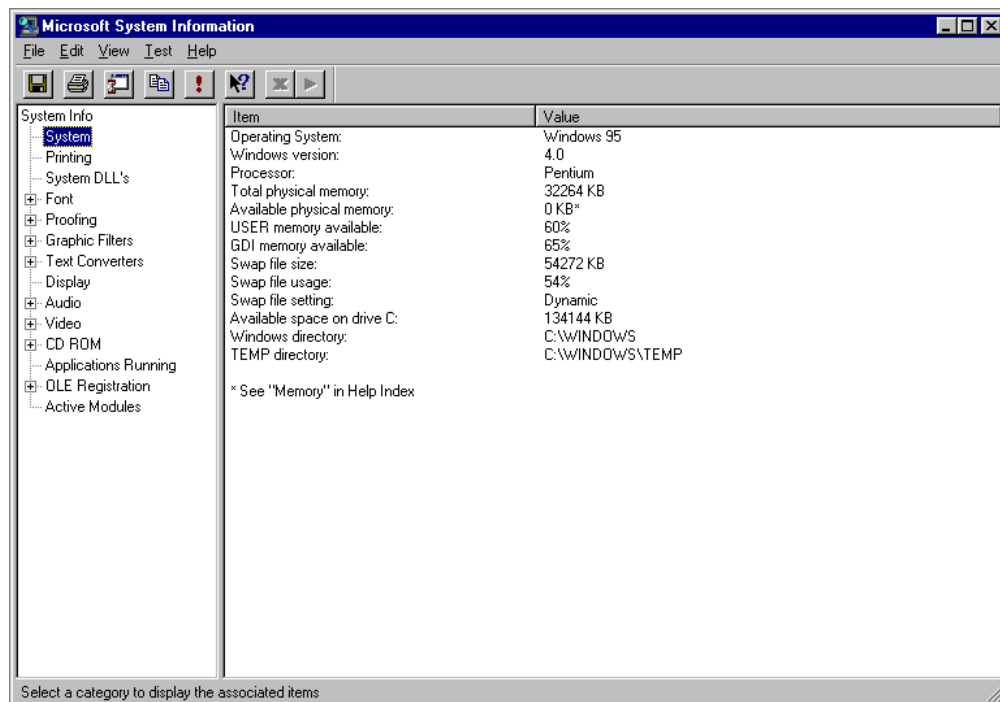 Microsoft System Information
File Edit View Test Help
System Info
System
Printing
System DLL's
Font
Proofing
Graphic Filters
Text Converters
Display
Audio
Video
CD ROM
Applications Running
OLE Registration
Active Modules
Item Value
Operating System: Windows 95
Windows version: 4.0
Processor: Pentium
Total physical memory: 32264 KB
Available physical memory: 0 KB*
USER memory available: 60%
GDI memory available: 65%
Swap file size: 54272 KB
Swap file usage: 54%
Swap file setting: Dynamic
Available space on drive C: 134144 KB
Windows directory: C:\WINDOWS
TEMP directory: C:\WINDOWS\TEMP
* See "Memory" in Help Index
Select a category to display the associated items